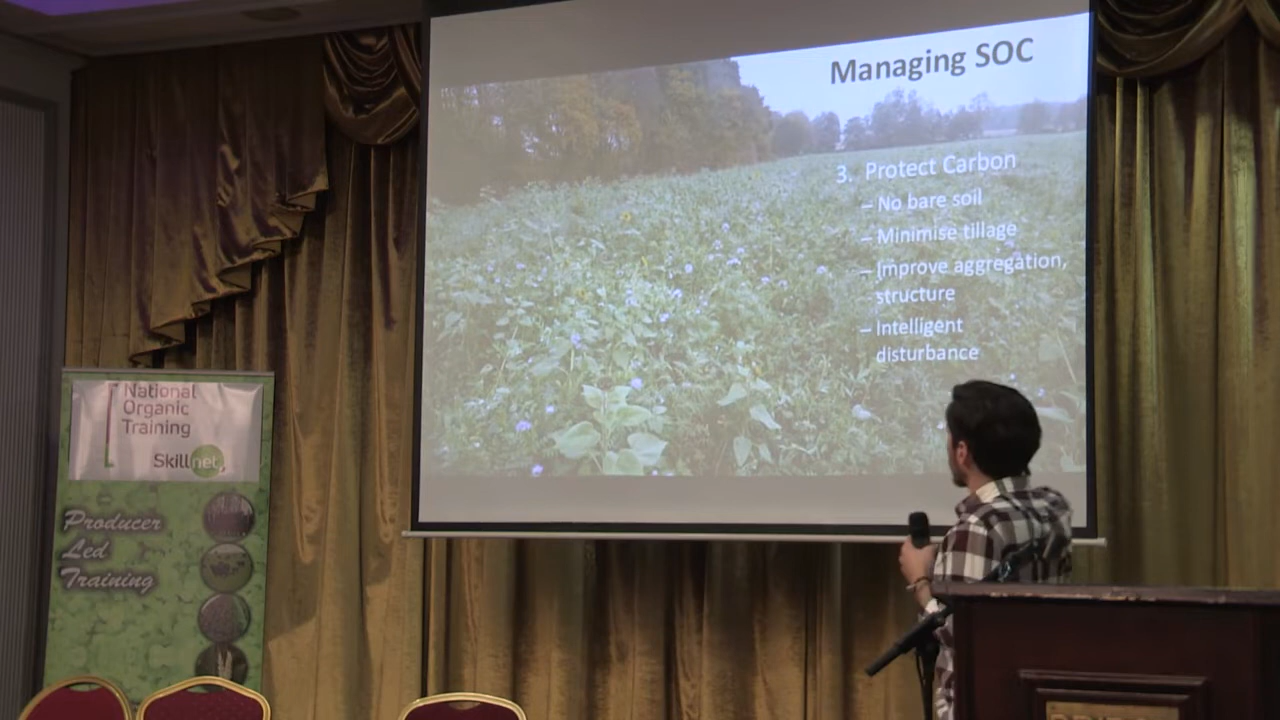 Managing SOC
3. Protect Carbon
– No bare soil
– Minimise tillage
– Improve aggregation,
structure
– Intelligent
disturbance
National
Organic
Training
Skillnet
Producer
Led
Training